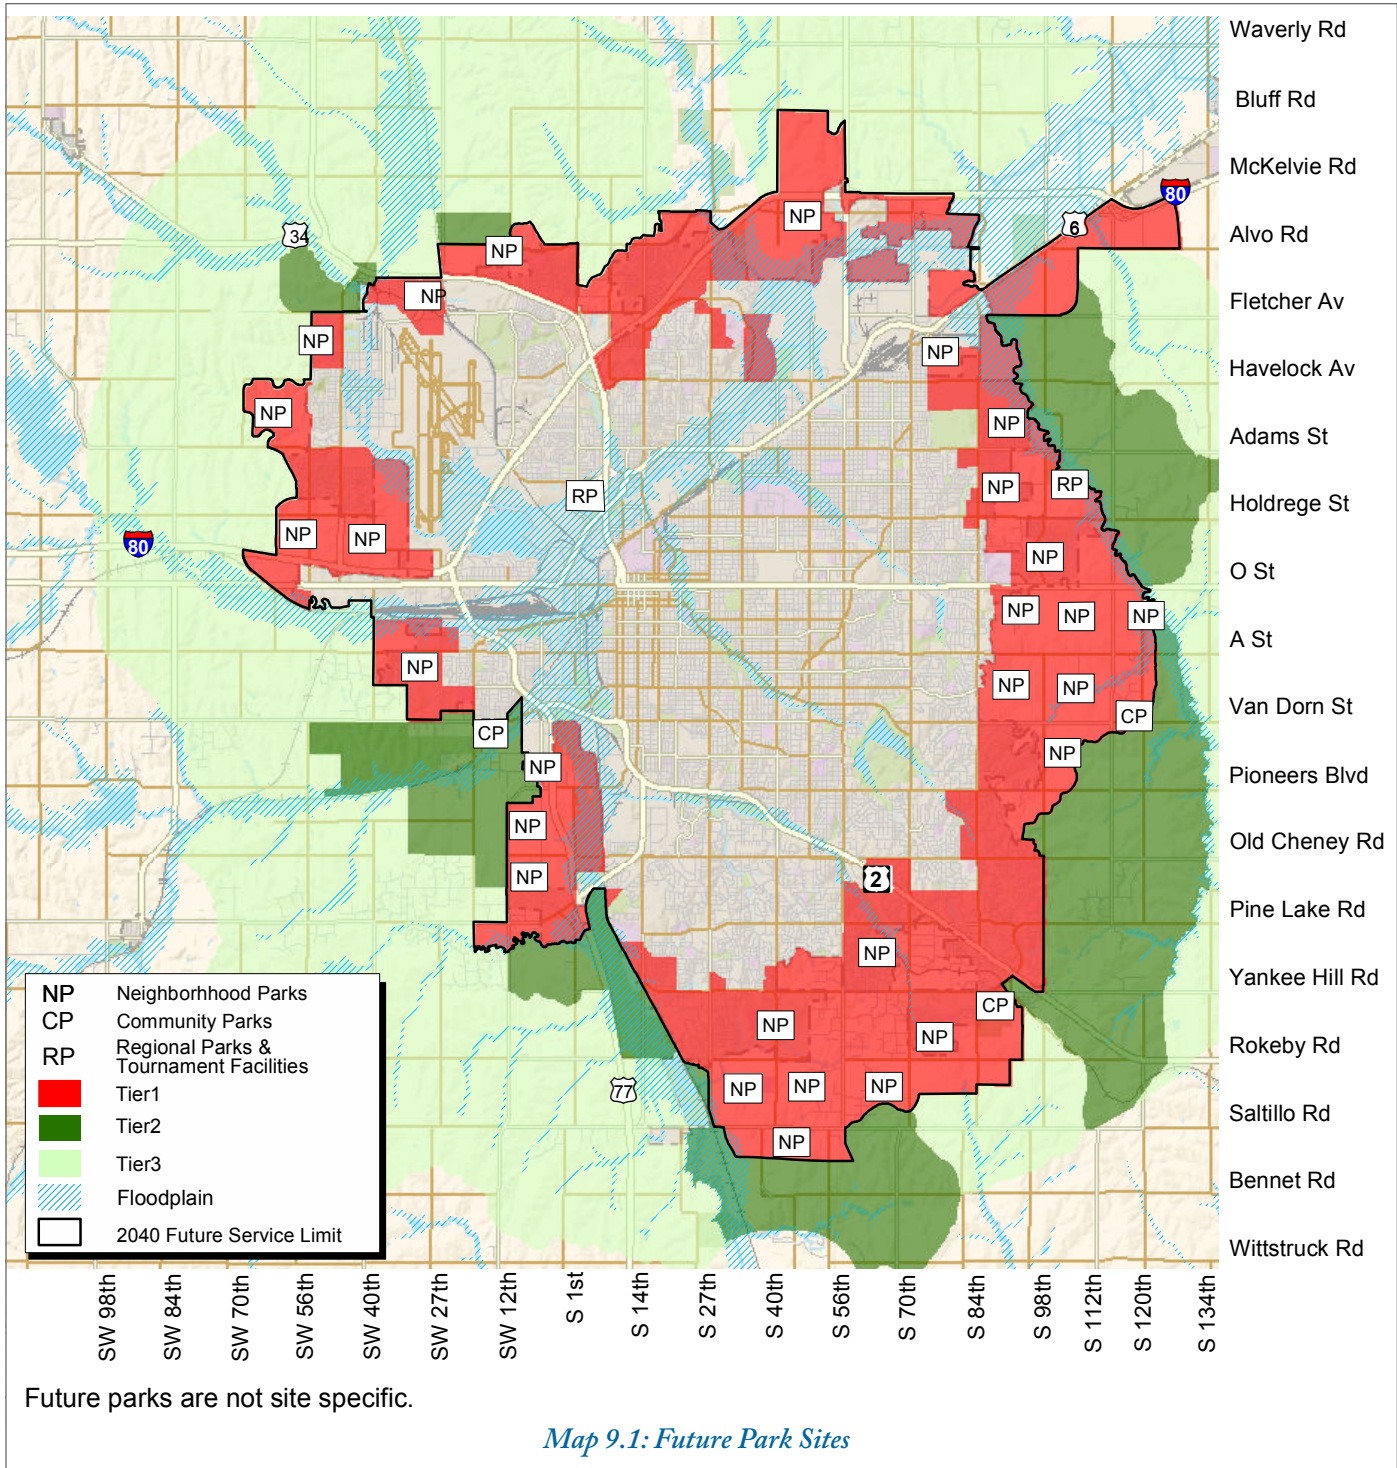 Waverly Rd
Bluff Rd
McKelvie Rd
80
NP
6
34
Alvo Rd
NP
NP
Fletcher Av
NP
NP
Havelock Av
NP
NP
Adams St
NP
RP
RP
Holdrege St
NP
NP
80
NP
O St
NP
NP
NP
A St
NP
NP
NP
Van Dorn St
CP
CP
NP
NP
Pioneers Blvd
NP
Old Cheney Rd
NP
2
Pine Lake Rd
NP
Yankee Hill Rd
CP
NP
NP
Rokeby Rd
77
NP
NP
NP
Saltillo Rd
NP
Bennet Rd
Wittstruck Rd
NP Neighborhhood Parks
CP Community Parks
RP Regional Parks &
Tournament Facilities
Tier1
Tier2
Tier3
Floodplain
2040 Future Service Limit
SW 98th
SW 84th
SW 70th
SW 56th
SW 40th
SW 27th
SW 12th
S 1st
S 14th
S 27th
S 40th
S 56th
S 70th
S 84th
S 98th
S 112th
S 120th
S 134th
Future parks are not site specific.
Map 9.1: Future Park Sites